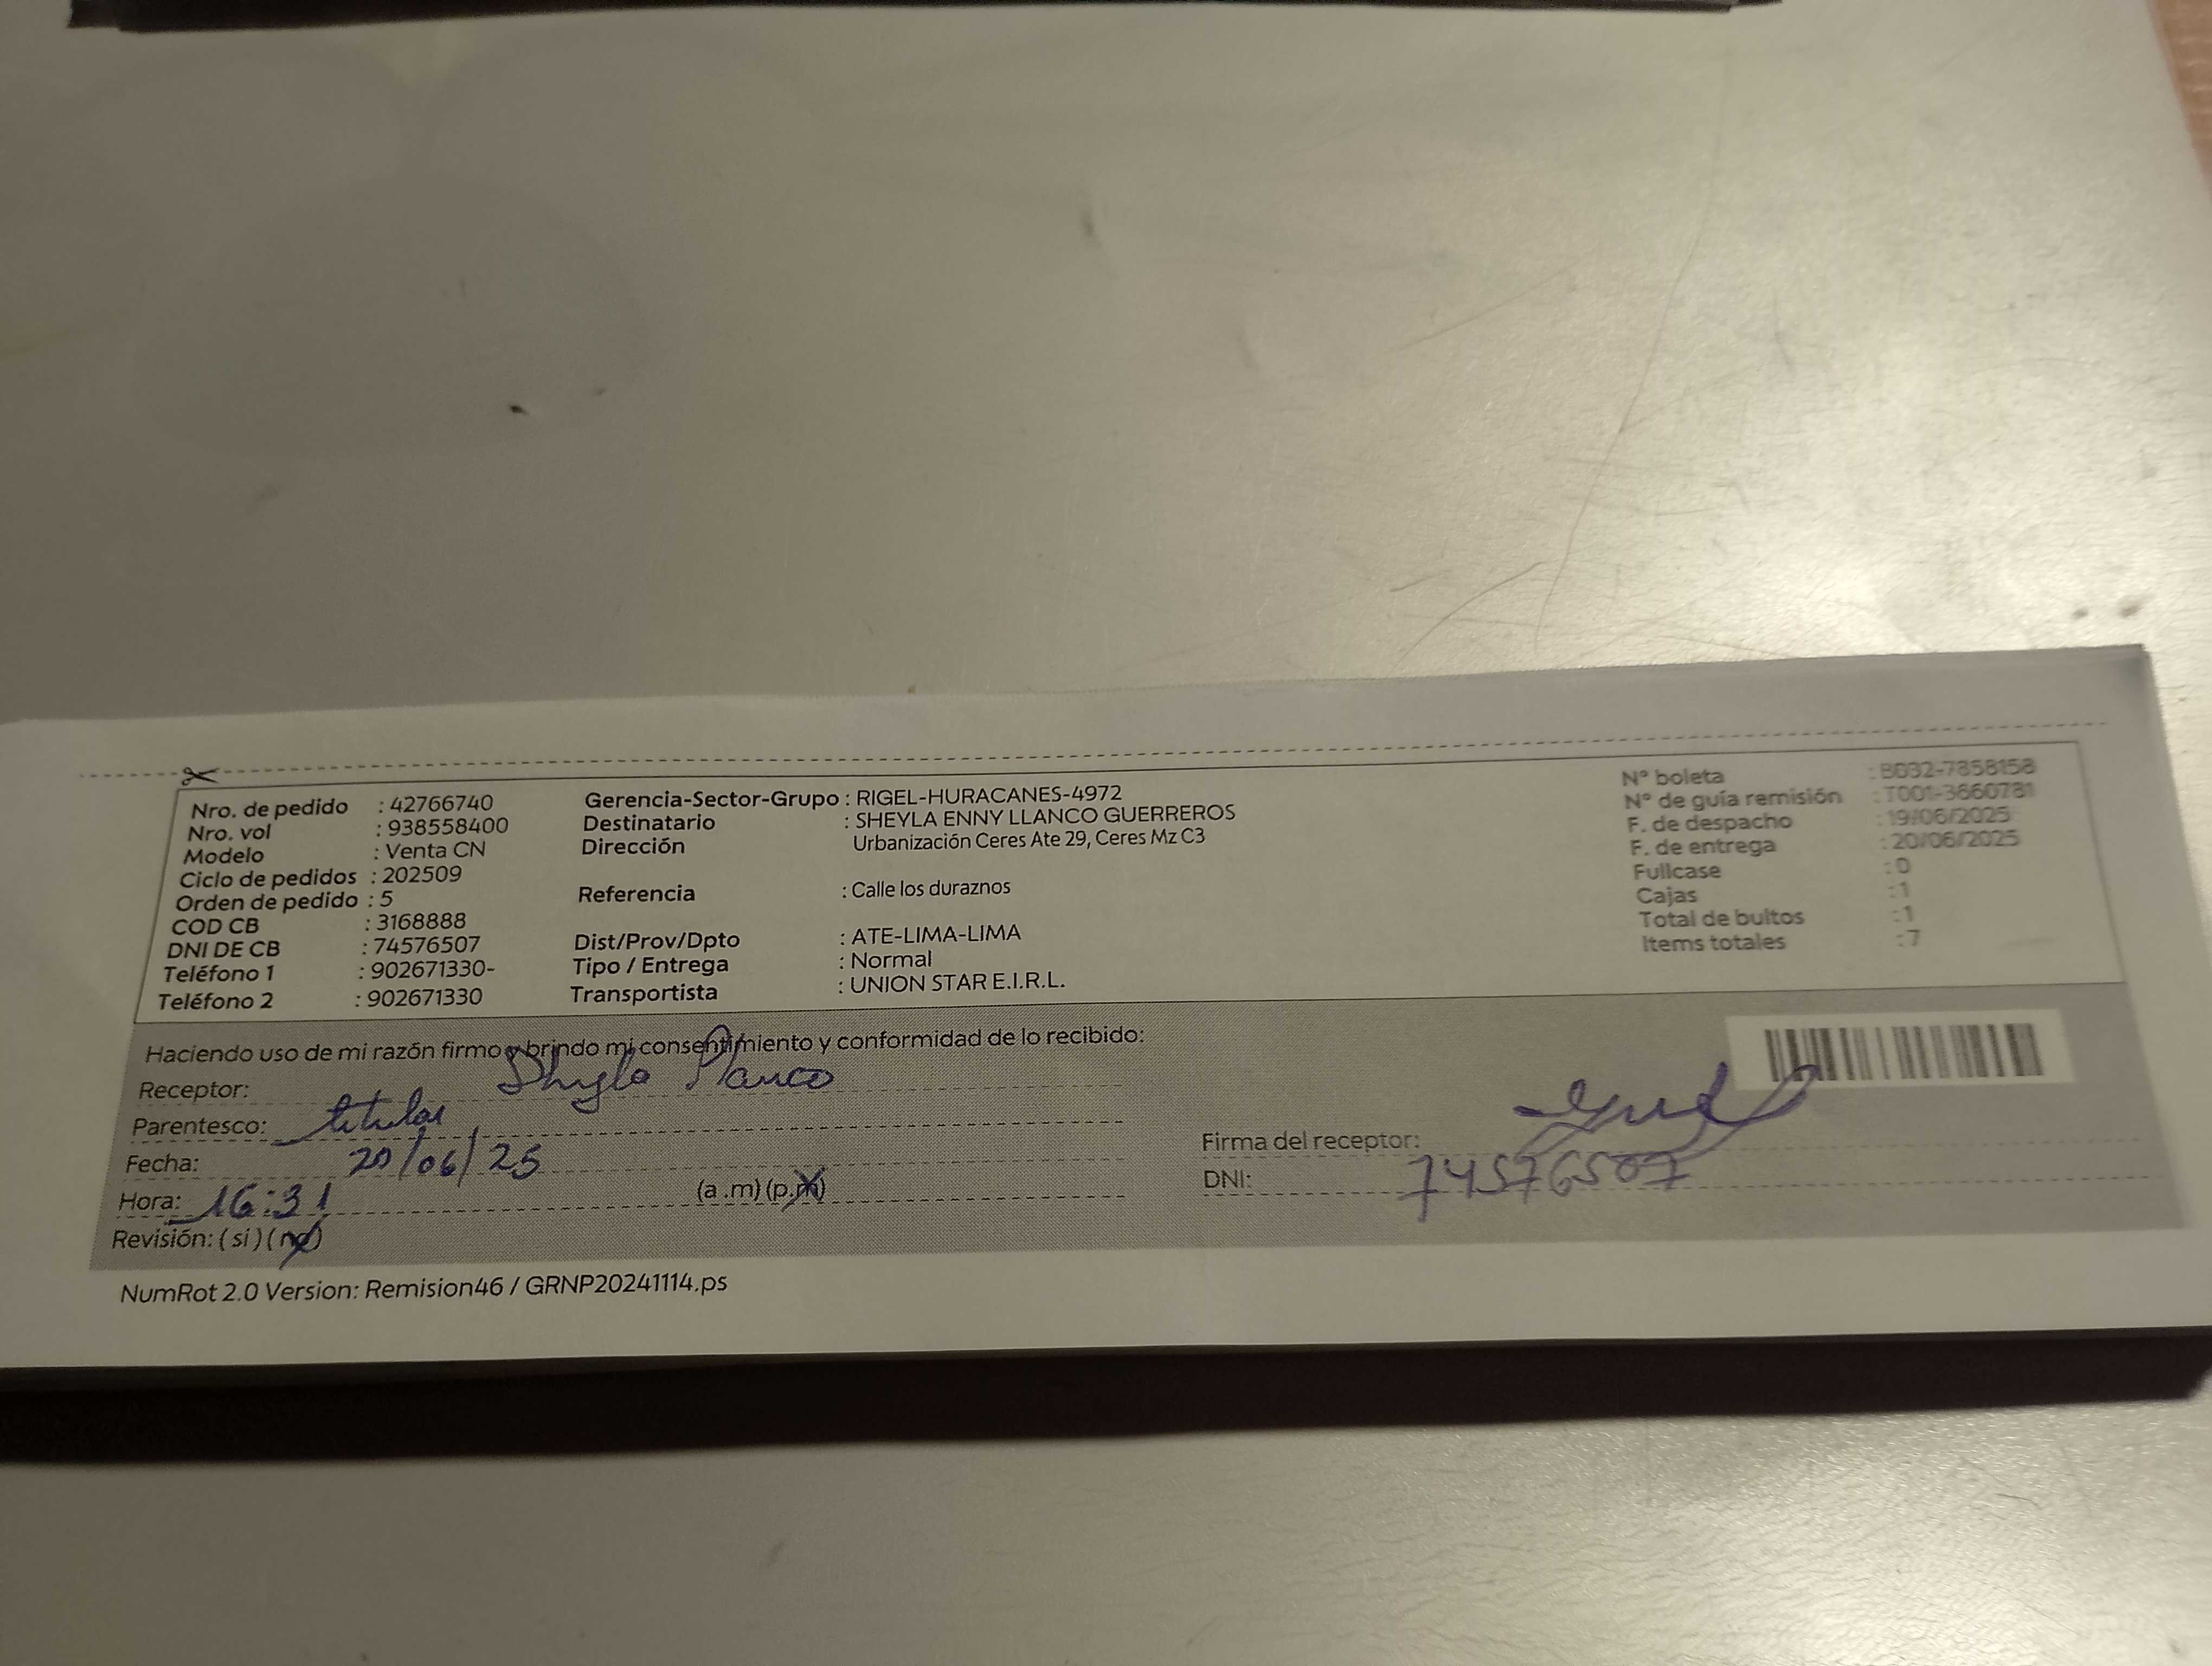 Nro. de pedido : 42766740
Nro. vol : 938558400
Modelo : Venta CN
Ciclo de pedidos : 202509
Orden de pedido : 5
COD CB : 3168888
DNI DE CB : 74576507
Teléfono 1 : 902671330-
Teléfono 2 : 902671330
Gerencia-Sector-Grupo : RIGEL-HURACANES-4972
Destinatario : SHEYLA ENNY LLANCO GUERREROS
Dirección Urbanización Ceres Ate 29, Ceres Mz C3
Referencia : Calle los duraznos
Dist/Prov/Dpto : ATE-LIMA-LIMA
Tipo / Entrega : Normal
Transportista : UNION STAR E.I.R.L.
N° boleta : B032-7858158
N° de guía remisión : T001-3660781
F. de despacho : 19/06/2025
F. de entrega : 20/06/2025
Fullcase : 0
Cajas : 1
Total de bultos : 1
Items totales : 7
Haciendo uso de mi razón firmo y brindo mi consentimiento y conformidad de lo recibido:
Receptor: Sheyla Llanco
Parentesco: titular
Fecha: 20/06/25
Hora: 16:31 (a .m) (p.m)
Revisión: ( si ) ( no )
Firma del receptor:
DNI: 74576507
NumRot 2.0 Version: Remision46 / GRNP20241114.ps